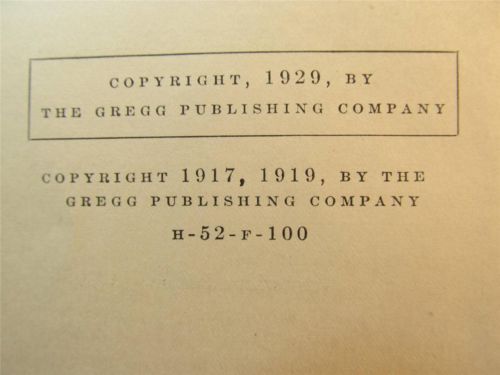 COPYRIGHT, 1929, BY
THE GREGG PUBLISHING COMPANY
COPYRIGHT 1917, 1919, BY THE
GREGG PUBLISHING COMPANY
H-52-F-100